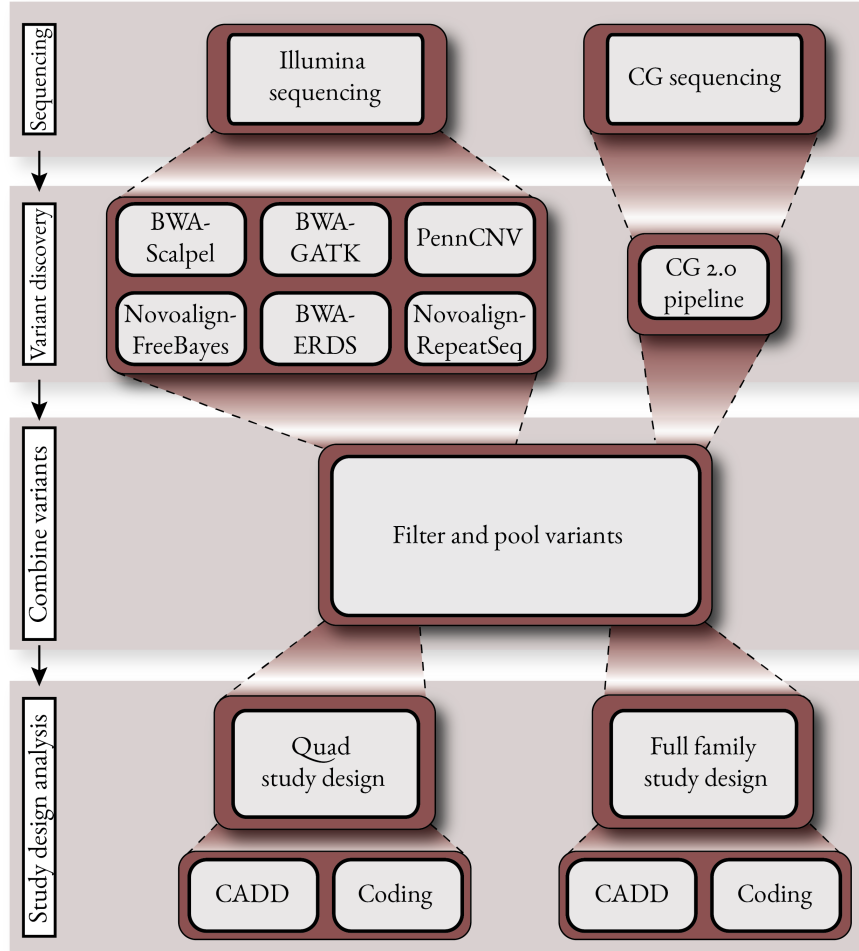 Sequencing
Illumina
sequencing
CG sequencing
Variant discovery
BWA-
Scalpel
BWA-
GATK
PennCNV
Novoalign-
FreeBayes
BWA-
ERDS
Novoalign-
RepeatSeq
CG 2.0
pipeline
Combine variants
Filter and pool variants
Study design analysis
Quad
study design
Full family
study design
CADD
Coding
CADD
Coding